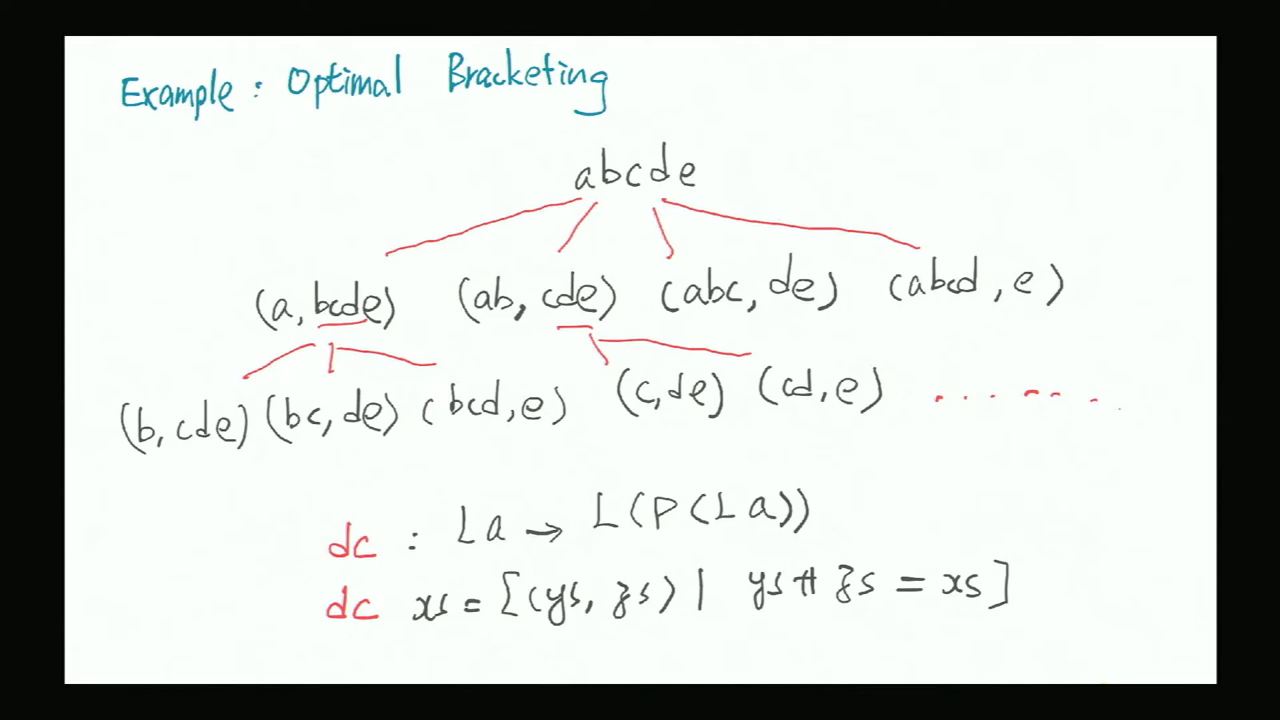 Example : Optimal Bracketing
abcde
(a, bcde) (ab, cde) (abc, de) (abcd, e)
(b, cde) (bc, de) (bcd, e) (c, de) (cd, e) ........
dc : L a → L (P (L a))
dc xs = [(ys, zs) | ys ++ zs = xs]